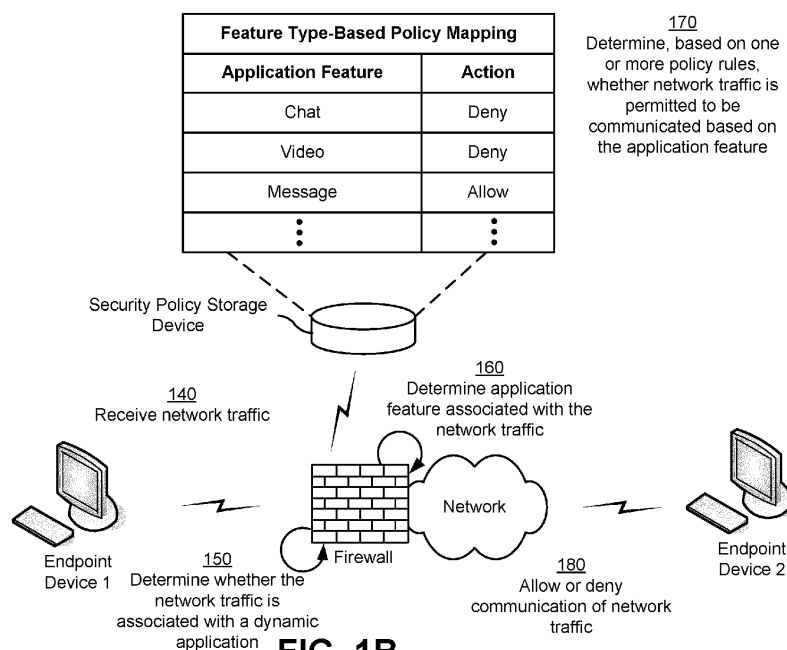 Feature Type-Based Policy Mapping
Application Feature Action
Chat Deny
Video Deny
Message Allow
170
Determine, based on one
or more policy rules,
whether network traffic is
permitted to be
communicated based on
the application feature
Security Policy Storage
Device
140
Receive network traffic
160
Determine application
feature associated with the
network traffic
Network
Firewall
Endpoint
Device 1
150
Determine whether the
network traffic is
associated with a dynamic
application
180
Allow or deny
communication of network
traffic
Endpoint
Device 2
FIG. 1B